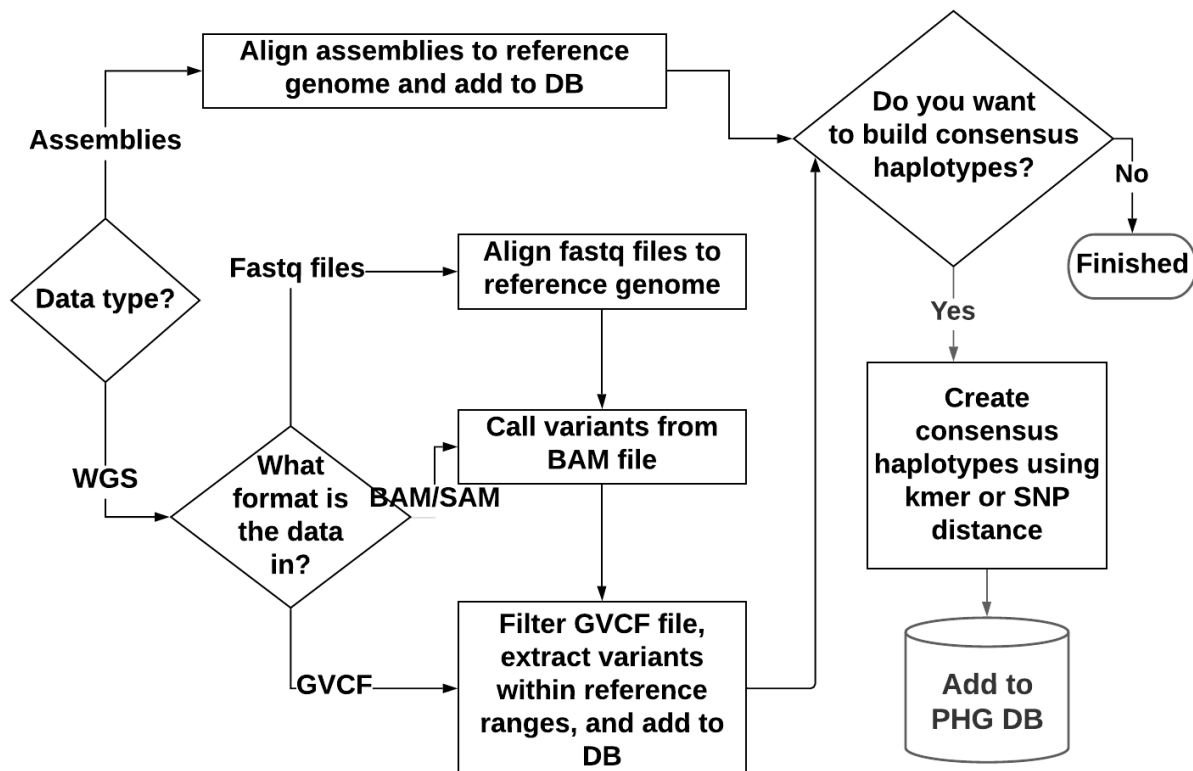 Align assemblies to reference
genome and add to DB
Do you want
to build consensus
haplotypes?
Assemblies
No
Fastq files
Align fastq files to
reference genome
Finished
Data type?
Yes
Create
consensus
haplotypes using
kmer or SNP
distance
Call variants from
BAM file
WGS
What
format is
the data
in?
BAM/SAM
Filter GVCF file,
extract variants
within reference
ranges, and add to
DB
GVCF
Add to
PHG DB